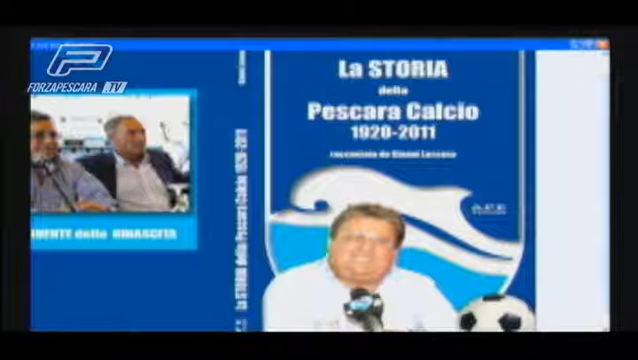 FORZAPESCARA.TV
La STORIA
della
Pescara Calcio
1920-2011
raccontata da Gianni Lussoso
della RINASCITA
La STORIA della Pescara Calcio 1920-2011